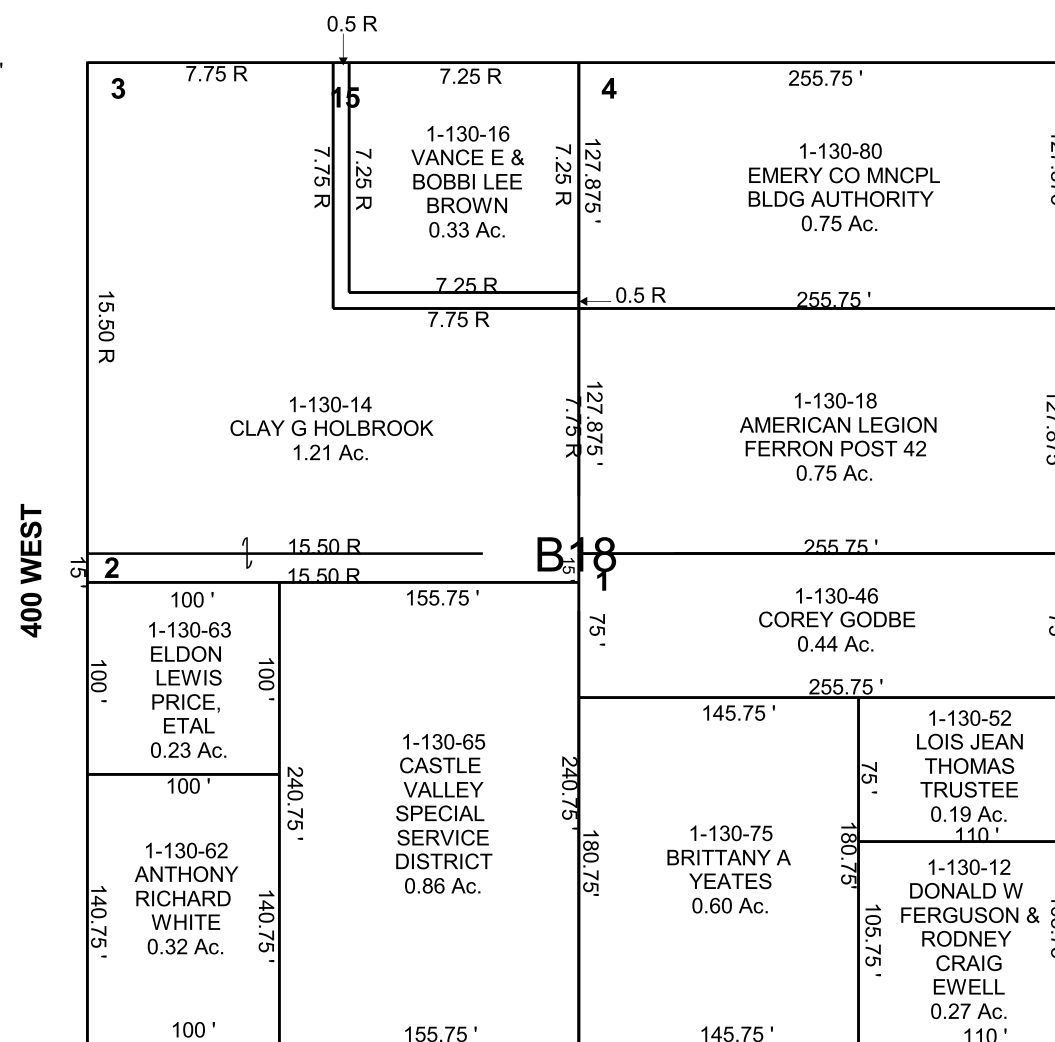 0.5 R
7.75 R
7.25 R
255.75 '
3
15
4
1-130-16
VANCE E &
BOBBI LEE
BROWN
0.33 Ac.
7.75 R
7.25 R
7.25 R
127.875 '
1-130-80
EMERY CO MNCPL
BLDG AUTHORITY
0.75 Ac.
7.25 R
0.5 R
255.75 '
7.75 R
15.50 R
1-130-14
CLAY G HOLBROOK
1.21 Ac.
7.75 R
127.875 '
1-130-18
AMERICAN LEGION
FERRON POST 42
0.75 Ac.
400 WEST
15.50 R
B18
255.75 '
15 '
2
15.50 R
15 '
1
100 '
155.75 '
75 '
1-130-46
COREY GODBE
0.44 Ac.
1-130-63
ELDON
LEWIS
PRICE,
ETAL
0.23 Ac.
100 '
100 '
255.75 '
145.75 '
100 '
1-130-65
CASTLE
VALLEY
SPECIAL
SERVICE
DISTRICT
0.86 Ac.
240.75 '
240.75 '
1-130-52
LOIS JEAN
THOMAS
TRUSTEE
0.19 Ac.
75 '
110 '
1-130-62
ANTHONY
RICHARD
WHITE
0.32 Ac.
140.75 '
140.75 '
180.75'
1-130-75
BRITTANY A
YEATES
0.60 Ac.
180.75'
1-130-12
DONALD W
FERGUSON &
RODNEY
CRAIG
EWELL
0.27 Ac.
105.75 '
100 '
155.75 '
145.75 '
110 '